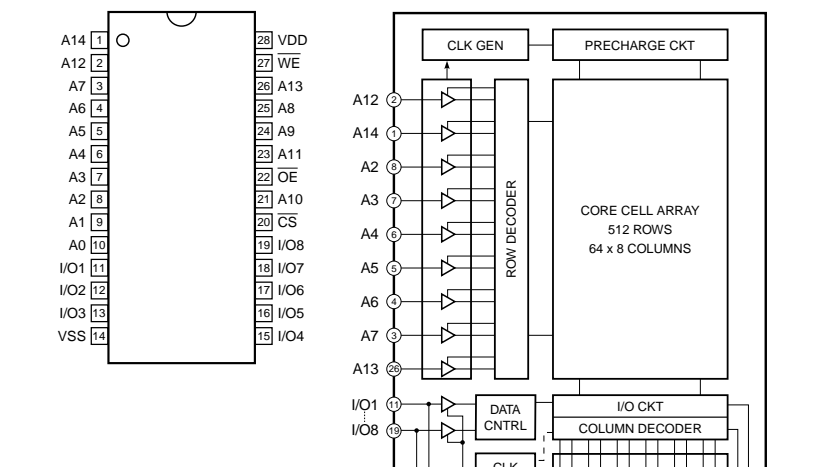 A14 1 28 VDD
A12 2 27 WE
A7 3 26 A13
A6 4 25 A8
A5 5 24 A9
A4 6 23 A11
A3 7 22 OE
A2 8 21 A10
A1 9 20 CS
A0 10 19 I/O8
I/O1 11 18 I/O7
I/O2 12 17 I/O6
I/O3 13 16 I/O5
VSS 14 15 I/O4
CLK GEN
PRECHARGE CKT
A12 2
A14 1
A2 8
A3 7
A4 6
A5 5
A6 4
A7 3
A13 26
ROW DECODER
CORE CELL ARRAY
512 ROWS
64 x 8 COLUMNS
I/O1 11
I/O8 19
DATA
CNTRL
I/O CKT
COLUMN DECODER
CLK